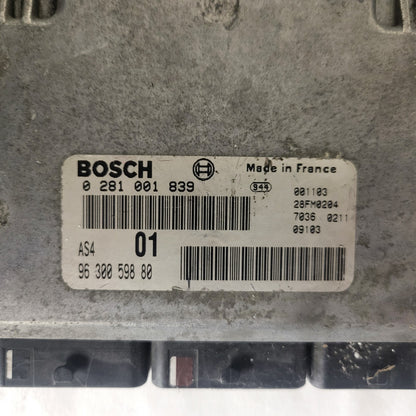 BOSCH Made in France
0 281 001 839 944 001103
28FM0204
7036 0211
09103
AS4 01
96 300 598 80